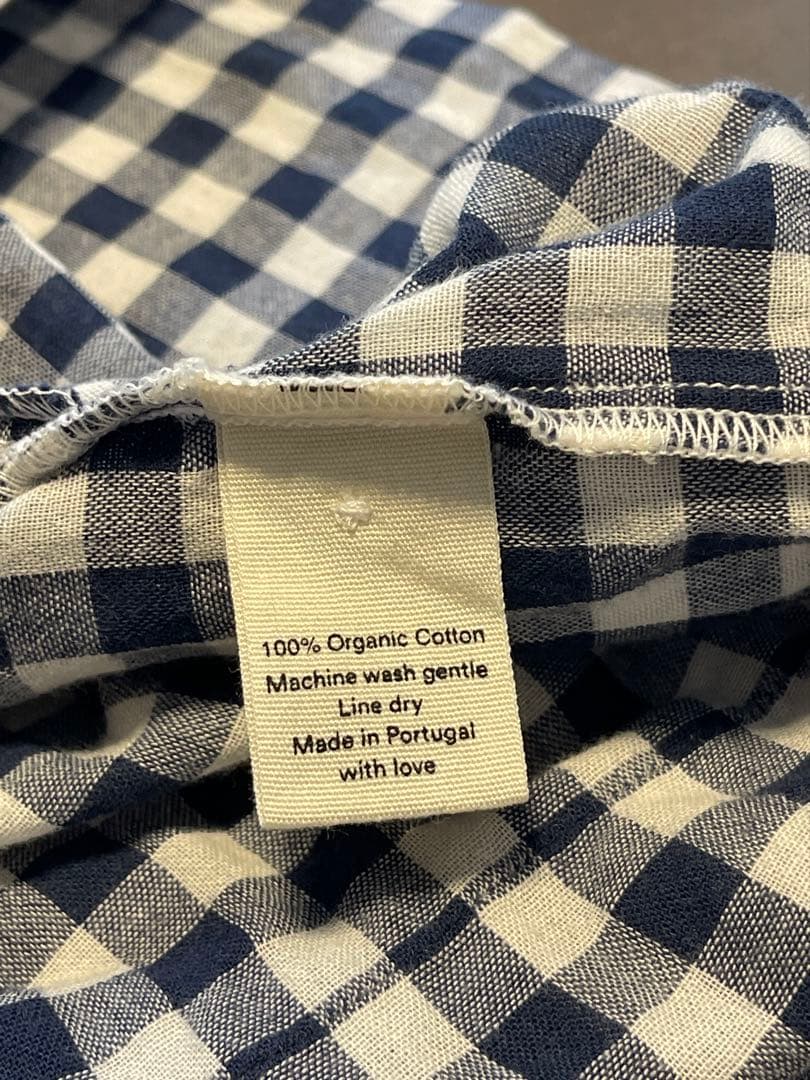 100% Organic Cotton
Machine wash gentle
Line dry
Made in Portugal
with love